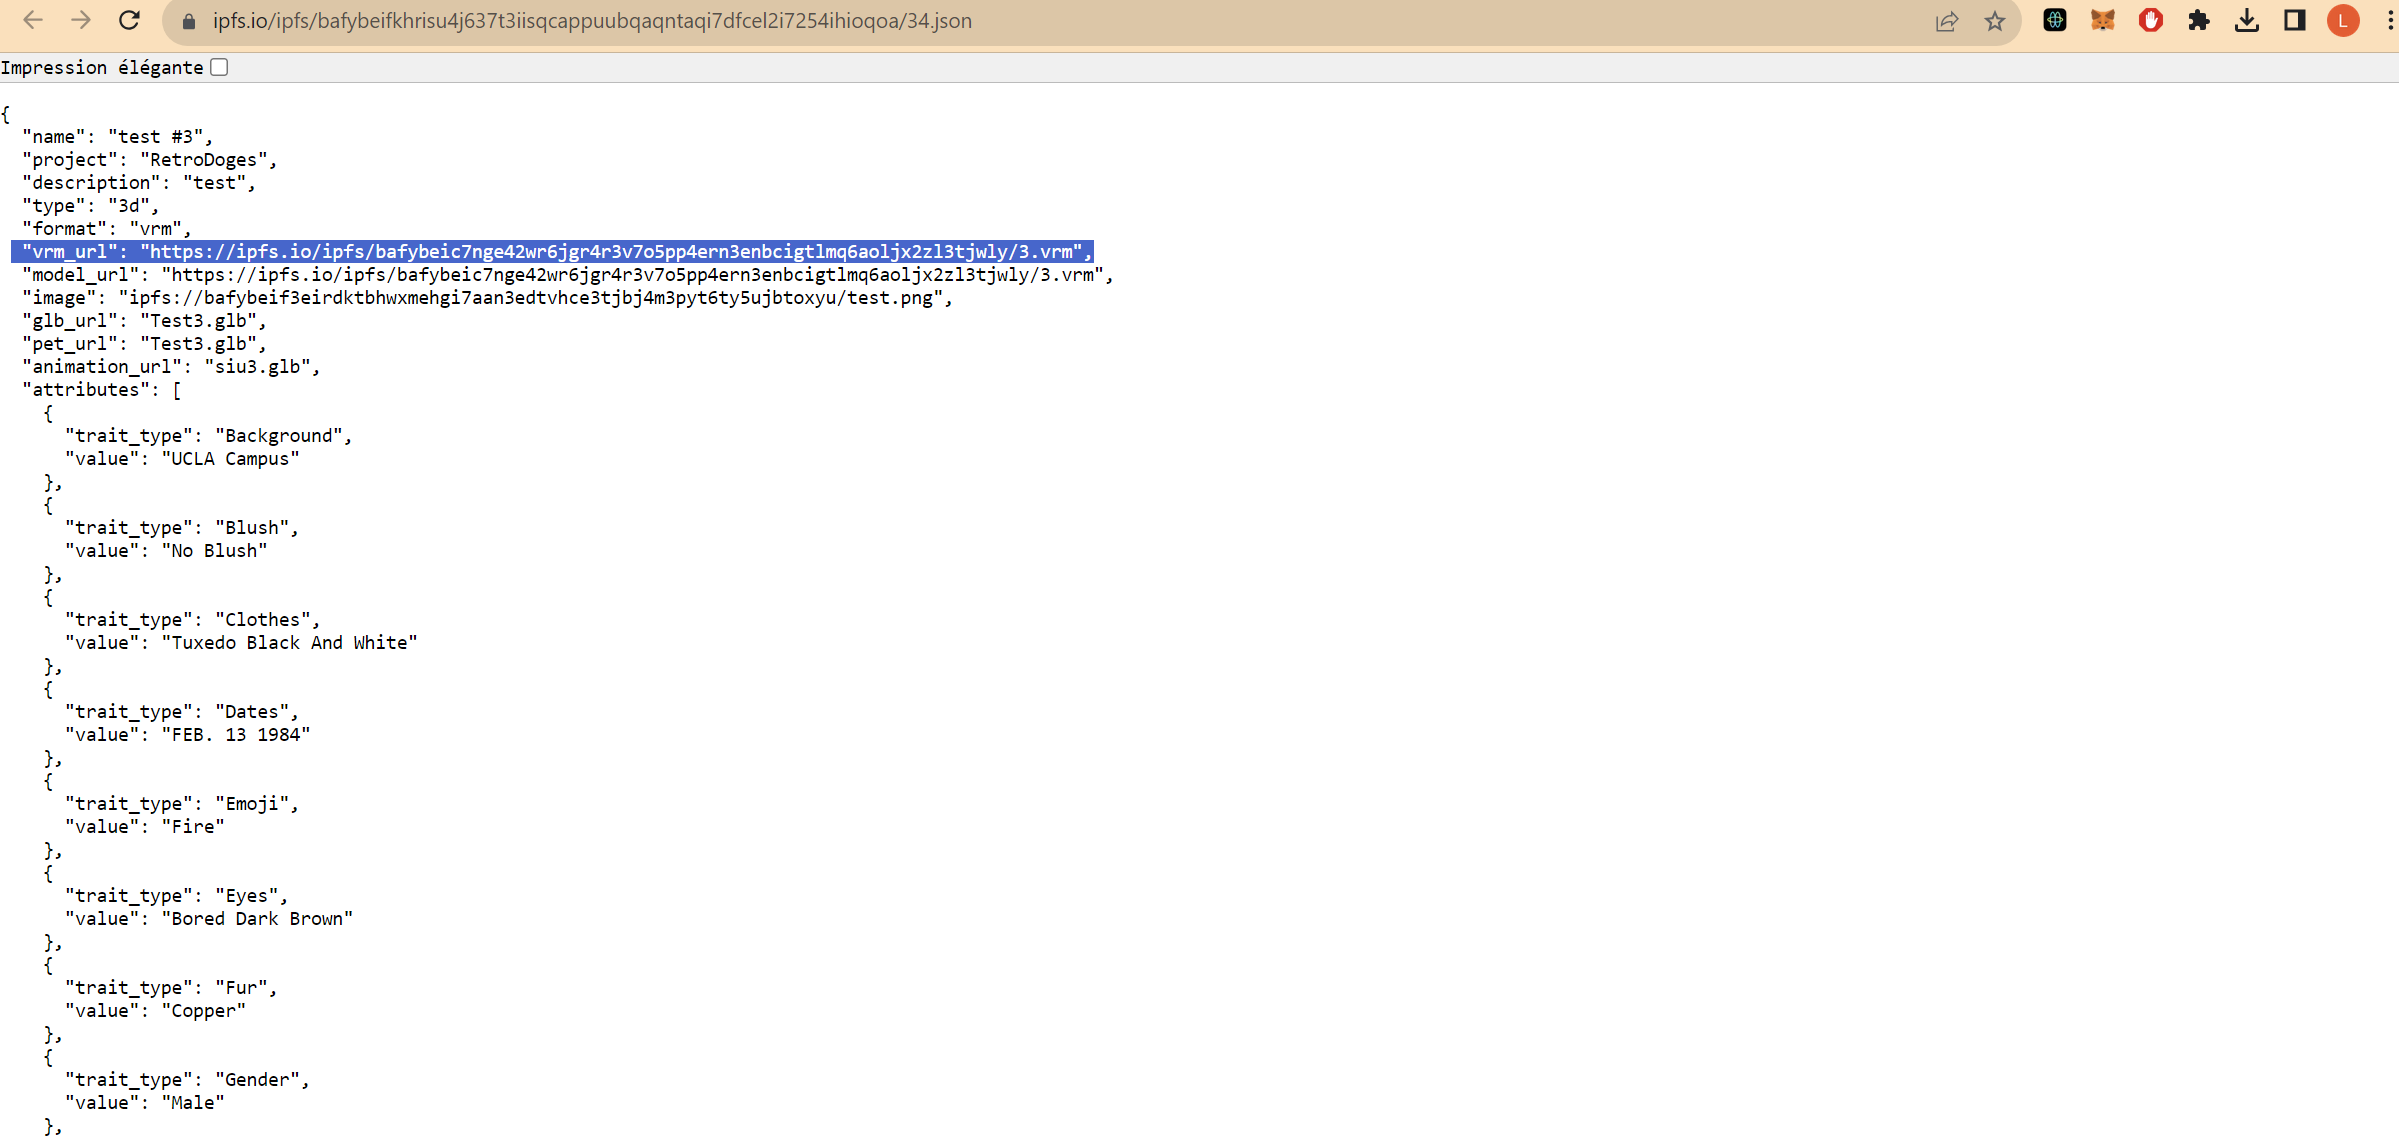 ipfs.io/ipfs/bafybeifkhrisu4j637t3iisqcappuubqaqntaqi7dfcel2i7254ihioqoa/34.json
L
Impression élégante
{
  "name": "test #3",
  "project": "RetroDoges",
  "description": "test",
  "type": "3d",
  "format": "vrm",
  "vrm_url": "https://ipfs.io/ipfs/bafybeic7nge42wr6jgr4r3v7o5pp4ern3enbcigtlmq6aoljx2zl3tjwly/3.vrm",
  "model_url": "https://ipfs.io/ipfs/bafybeic7nge42wr6jgr4r3v7o5pp4ern3enbcigtlmq6aoljx2zl3tjwly/3.vrm",
  "image": "ipfs://bafybeif3eirdktbhwxmehgi7aan3edtvhce3tjbj4m3pyt6ty5ujbtoxyu/test.png",
  "glb_url": "Test3.glb",
  "pet_url": "Test3.glb",
  "animation_url": "siu3.glb",
  "attributes": [
    {
      "trait_type": "Background",
      "value": "UCLA Campus"
    },
    {
      "trait_type": "Blush",
      "value": "No Blush"
    },
    {
      "trait_type": "Clothes",
      "value": "Tuxedo Black And White"
    },
    {
      "trait_type": "Dates",
      "value": "FEB. 13 1984"
    },
    {
      "trait_type": "Emoji",
      "value": "Fire"
    },
    {
      "trait_type": "Eyes",
      "value": "Bored Dark Brown"
    },
    {
      "trait_type": "Fur",
      "value": "Copper"
    },
    {
      "trait_type": "Gender",
      "value": "Male"
    },